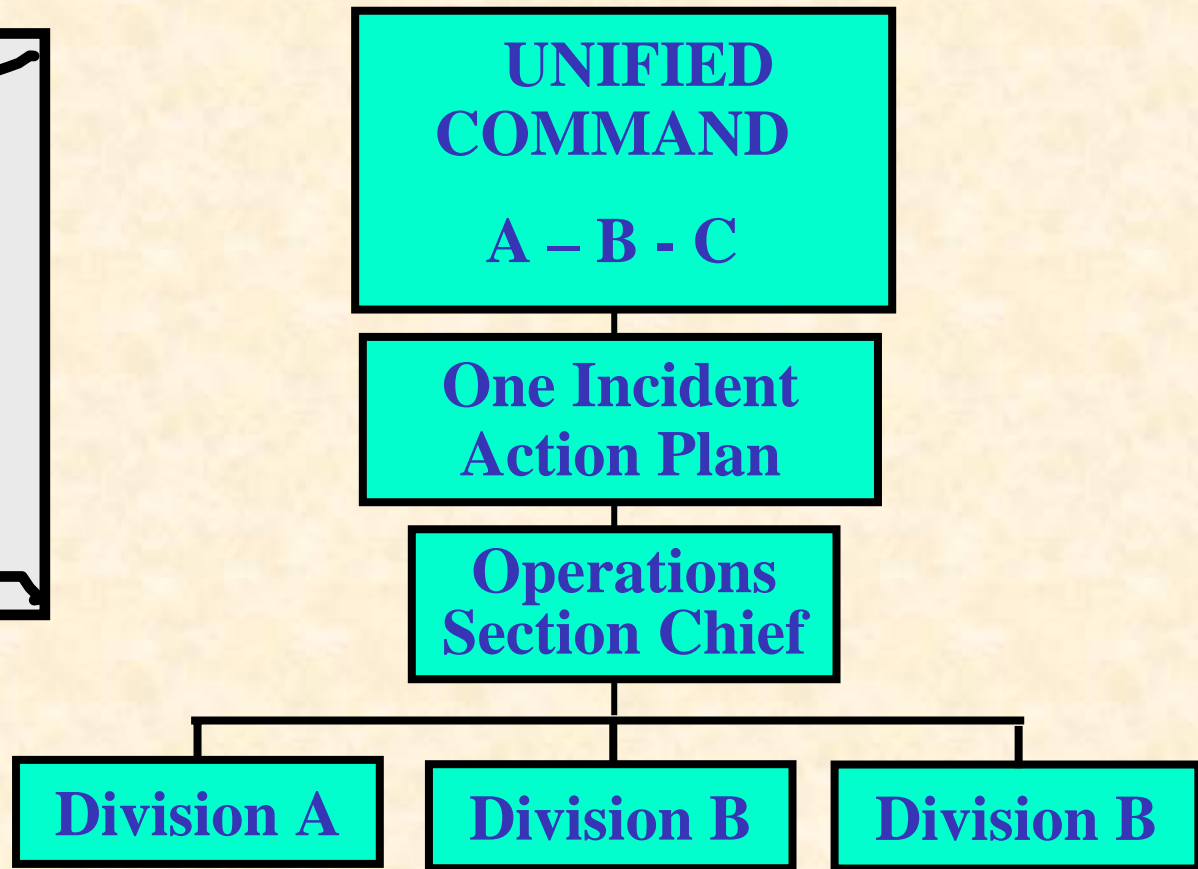 UNIFIED
COMMAND
A – B - C
One Incident
Action Plan
Operations
Section Chief
Division A
Division B
Division B